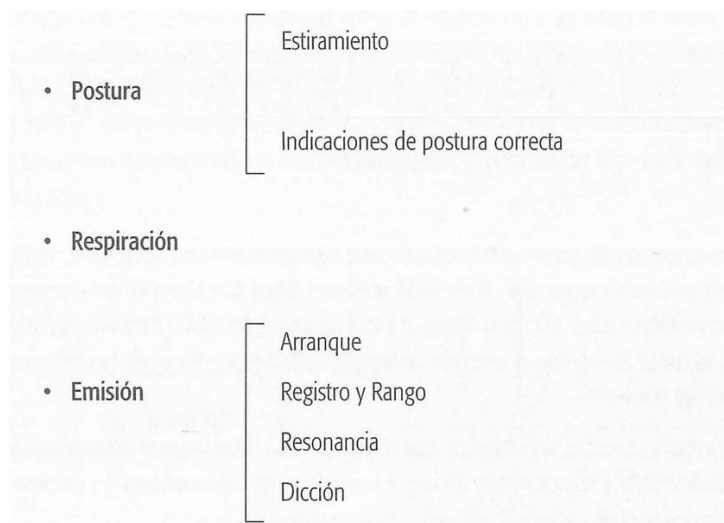 Estiramiento
• Postura
Indicaciones de postura correcta
• Respiración
Arranque
• Emisión
Registro y Rango
Resonancia
Dicción